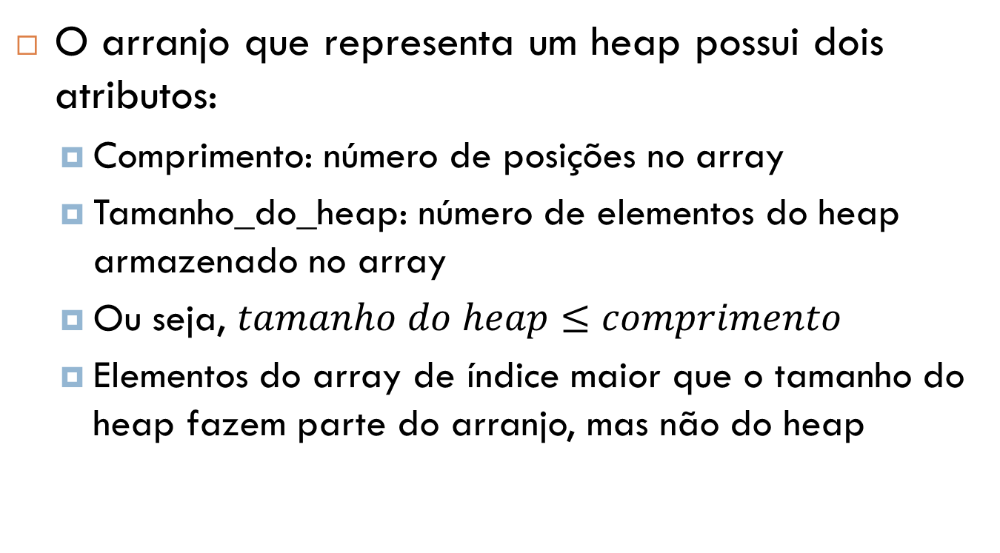 O arranjo que representa um heap possui dois
atributos:
Comprimento: número de posições no array
Tamanho_do_heap: número de elementos do heap
armazenado no array
Ou seja, tamanho do heap ≤ comprimento
Elementos do array de índice maior que o tamanho do
heap fazem parte do arranjo, mas não do heap